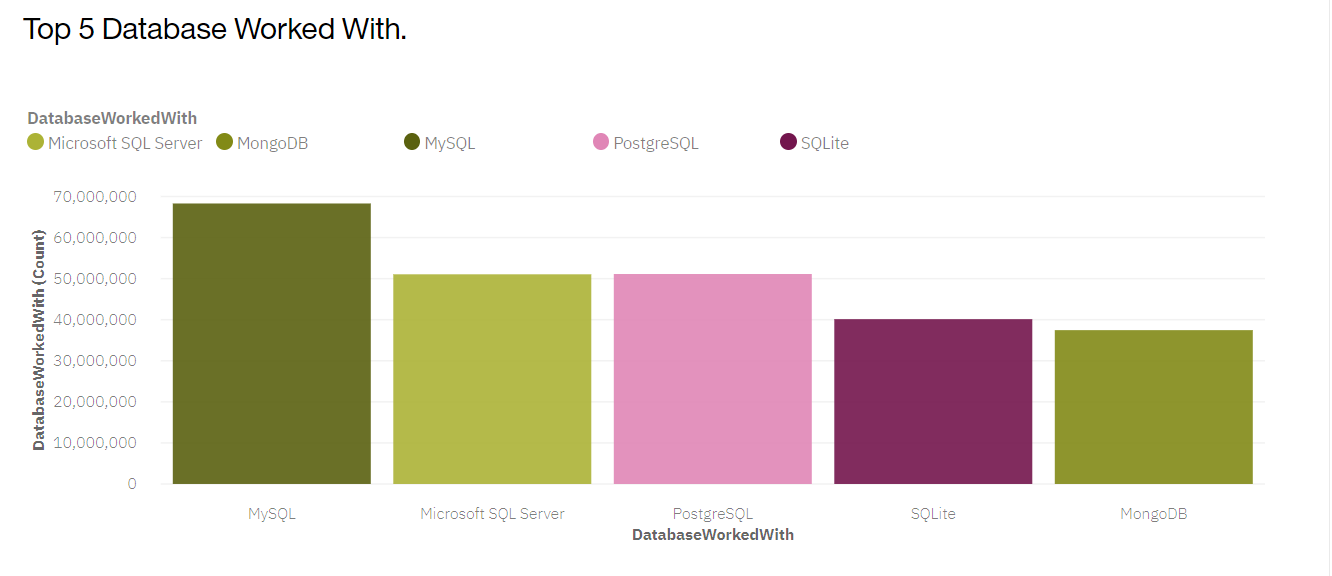 Top 5 Database Worked With.
DatabaseWorkedWith
Microsoft SQL Server MongoDB MySQL PostgreSQL SQLite
DatabaseWorkedWith (Count)
70,000,000
60,000,000
50,000,000
40,000,000
30,000,000
20,000,000
10,000,000
0
MySQL Microsoft SQL Server PostgreSQL SQLite MongoDB
DatabaseWorkedWith